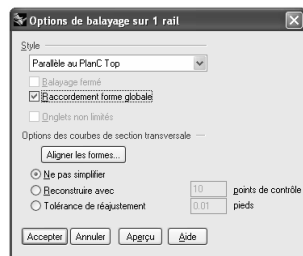 Options de balayage sur 1 rail
Style
Parallèle au PlanC Top
Balayage fermé
Raccordement forme globale
Onglets non limités
Options des courbes de section transversale
Aligner les formes...
Ne pas simplifier
Reconstruire avec 10 points de contrôle
Tolérance de réajustement 0.01 pieds
Accepter Annuler Aperçu Aide